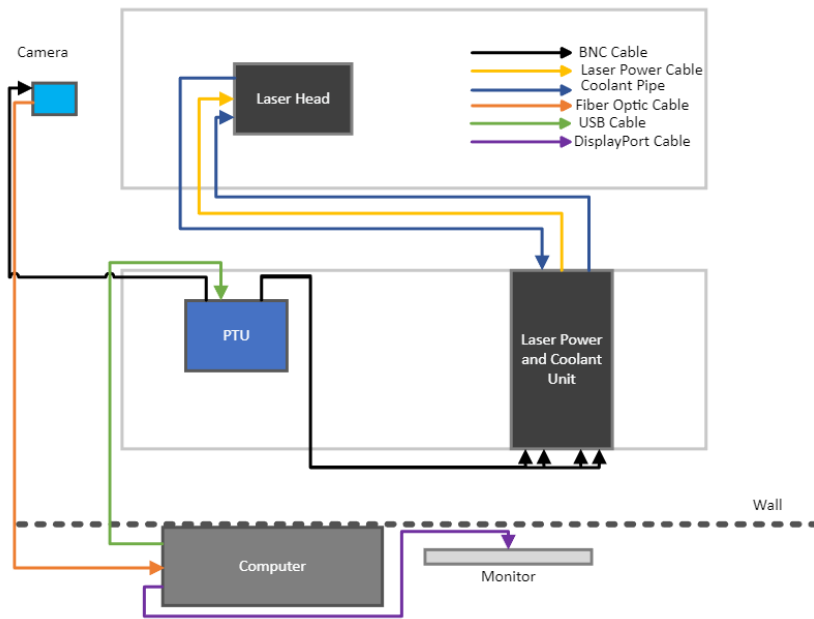 Camera
Laser Head
BNC Cable
Laser Power Cable
Coolant Pipe
Fiber Optic Cable
USB Cable
DisplayPort Cable
PTU
Laser Power
and Coolant
Unit
Wall
Computer
Monitor